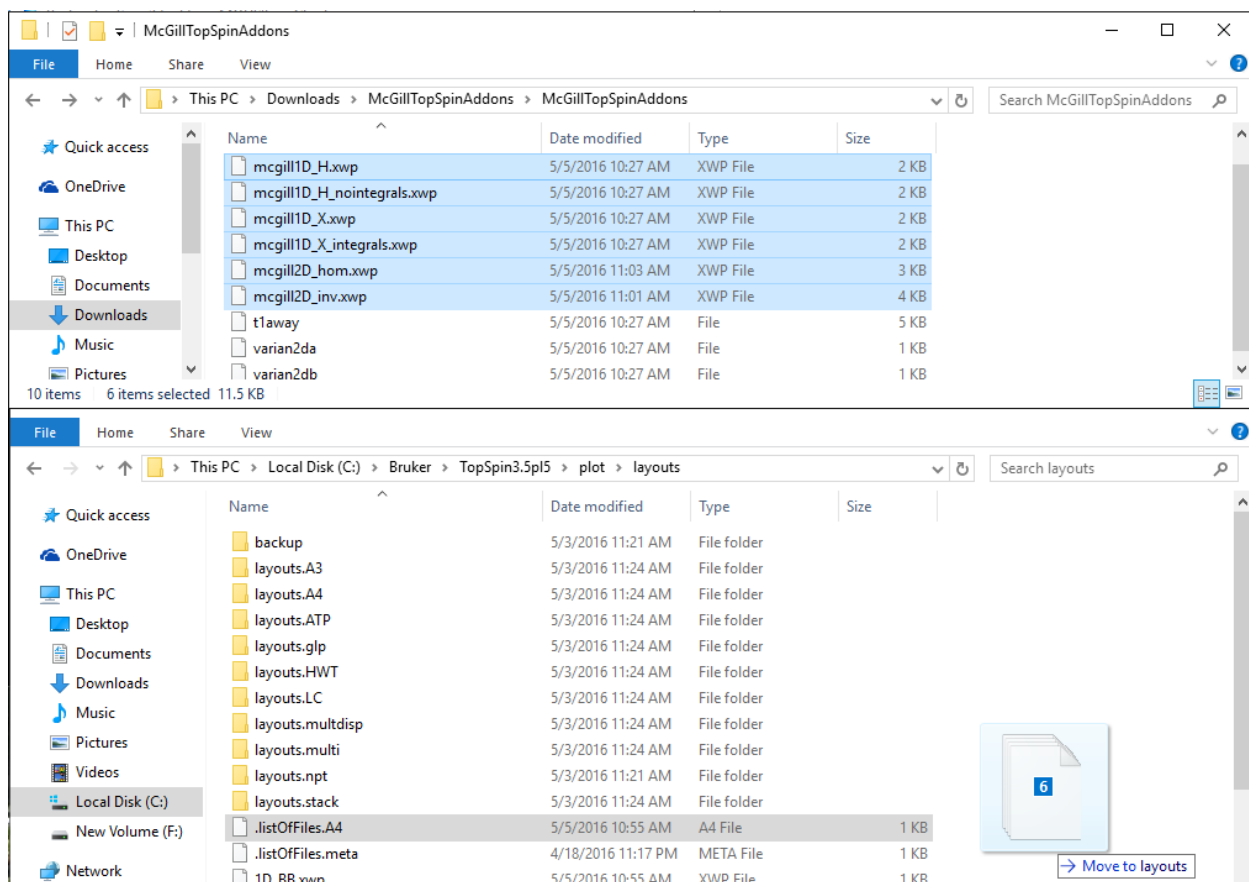 McGillTopSpinAddons
File Home Share View
This PC > Downloads > McGillTopSpinAddons > McGillTopSpinAddons Search McGillTopSpinAddons
Name Date modified Type Size
Quick access
OneDrive
This PC
Desktop
Documents
Downloads
Music
Pictures
mcgill1D_H.xwp 5/5/2016 10:27 AM XWP File 2 KB
mcgill1D_H_nointegrals.xwp 5/5/2016 10:27 AM XWP File 2 KB
mcgill1D_X.xwp 5/5/2016 10:27 AM XWP File 2 KB
mcgill1D_X_integrals.xwp 5/5/2016 10:27 AM XWP File 2 KB
mcgill2D_hom.xwp 5/5/2016 11:03 AM XWP File 3 KB
mcgill2D_inv.xwp 5/5/2016 11:01 AM XWP File 4 KB
t1away 5/5/2016 10:27 AM File 5 KB
varian2da 5/5/2016 10:27 AM File 1 KB
varian2db 5/5/2016 10:27 AM File 1 KB
10 items 6 items selected 11.5 KB
File Home Share View
This PC > Local Disk (C:) > Bruker > TopSpin3.5pl5 > plot > layouts Search layouts
Name Date modified Type Size
Quick access
OneDrive
This PC
Desktop
Documents
Downloads
Music
Pictures
Videos
Local Disk (C:)
New Volume (F:)
Network
backup 5/3/2016 11:21 AM File folder
layouts.A3 5/3/2016 11:24 AM File folder
layouts.A4 5/3/2016 11:24 AM File folder
layouts.ATP 5/3/2016 11:24 AM File folder
layouts.glp 5/3/2016 11:24 AM File folder
layouts.HWT 5/3/2016 11:24 AM File folder
layouts.LC 5/3/2016 11:24 AM File folder
layouts.multdisp 5/3/2016 11:24 AM File folder
layouts.multi 5/3/2016 11:24 AM File folder
layouts.npt 5/3/2016 11:21 AM File folder
layouts.stack 5/3/2016 11:24 AM File folder
.listOfFiles.A4 5/5/2016 10:55 AM A4 File 1 KB
.listOfFiles.meta 4/18/2016 11:17 PM META File 1 KB
1D_BB.xwp 5/5/2016 10:55 AM XWP File 1 KB
6
Move to layouts